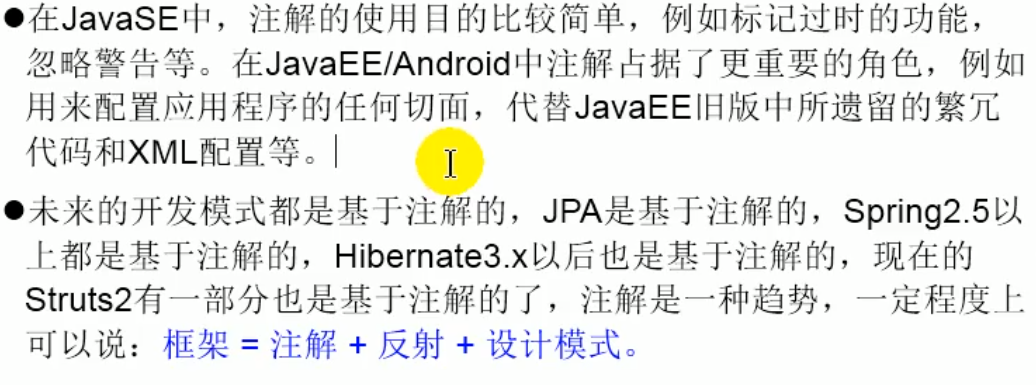 ●在JavaSE中，注解的使用目的比较简单，例如标记过时的功能，
忽略警告等。在JavaEE/Android中注解占据了更重要的角色，例如
用来配置应用程序的任何切面，代替JavaEE旧版中所遗留的繁冗
代码和XML配置等。
●未来的开发模式都是基于注解的，JPA是基于注解的，Spring2.5以
上都是基于注解的，Hibernate3.x以后也是基于注解的，现在的
Struts2有一部分也是基于注解的了，注解是一种趋势，一定程度上
可以说：框架 = 注解 + 反射 + 设计模式。